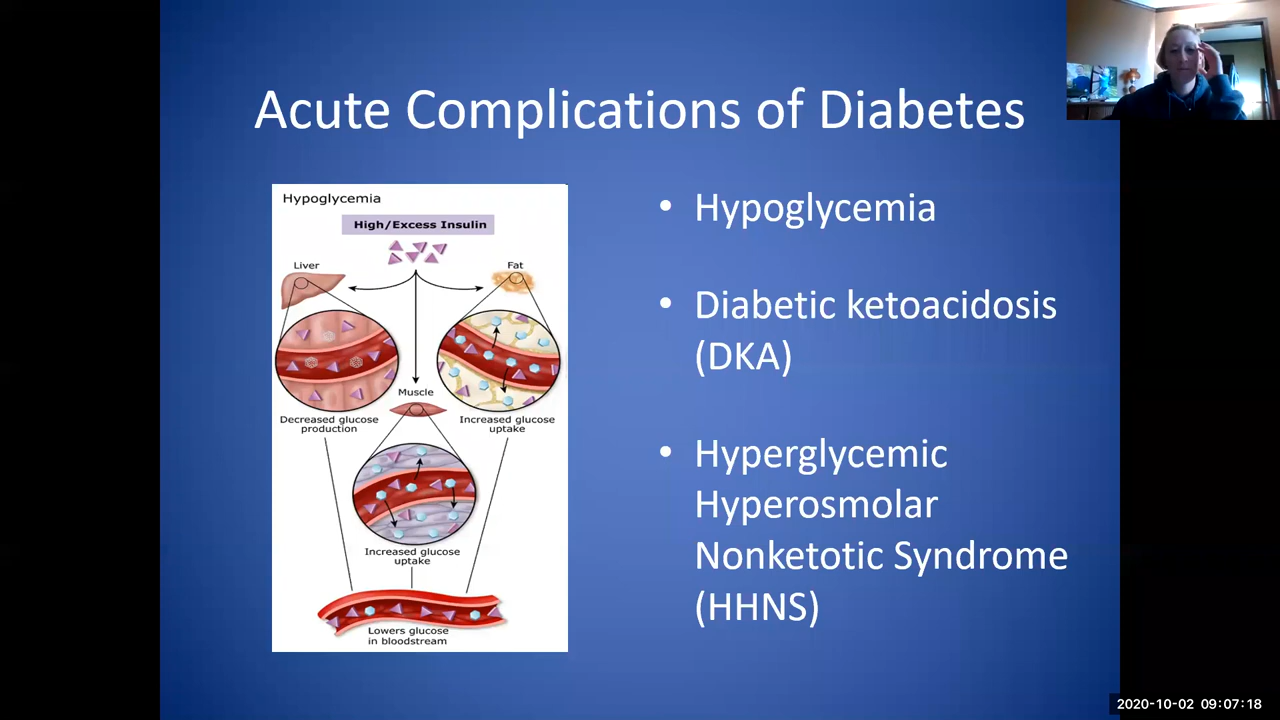 Acute Complications of Diabetes
Hypoglycemia
High/Excess Insulin
Liver
Fat
Muscle
Decreased glucose
production
Increased glucose
uptake
Increased glucose
uptake
Lowers glucose
in bloodstream
• Hypoglycemia
• Diabetic ketoacidosis
(DKA)
• Hyperglycemic
Hyperosmolar
Nonketotic Syndrome
(HHNS)
2020-10-02 09:07:18